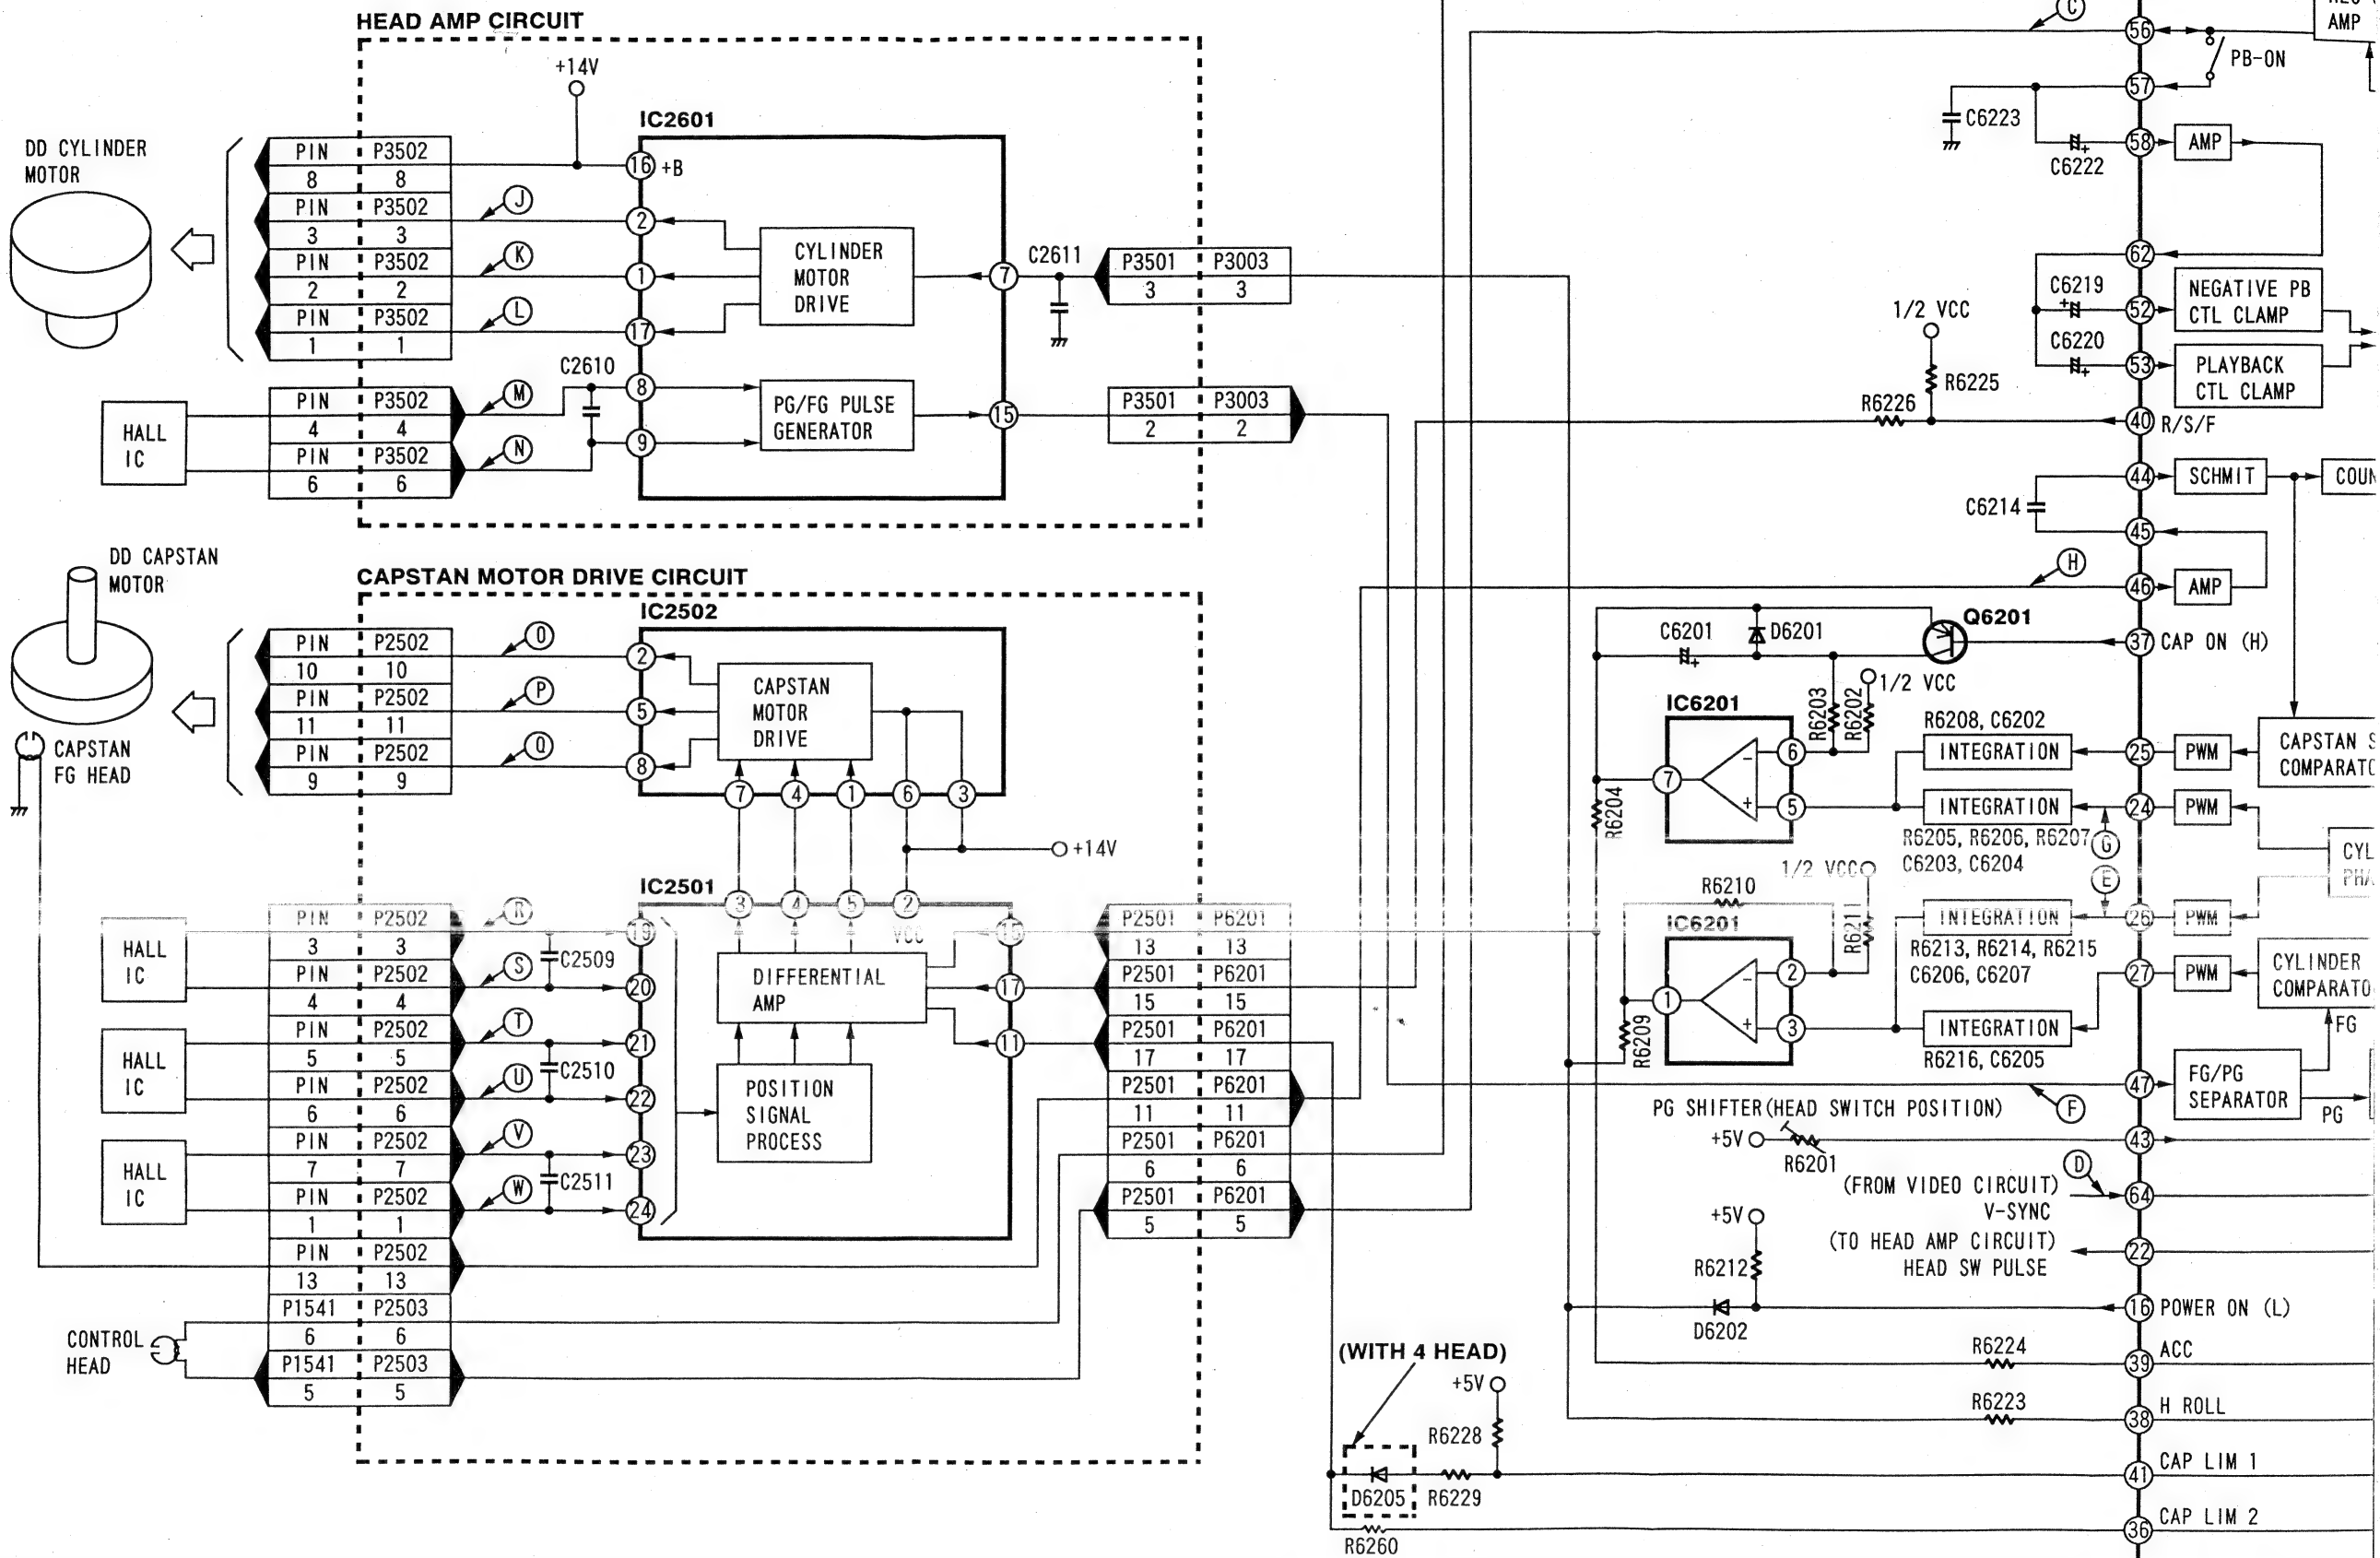 HEAD AMP CIRCUIT
+14V
IC2601
DD CYLINDER
MOTOR
PIN P3502
8 8
PIN P3502
3 3
PIN P3502
2 2
PIN P3502
1 1
J
K
L
16 +B
2
1
17
CYLINDER
MOTOR
DRIVE
7
C2611
P3501 P3003
3 3
HALL
IC
PIN P3502
4 4
PIN P3502
6 6
M
N
C2610
8
9
PG/FG PULSE
GENERATOR
15
P3501 P3003
2 2
C
56
AMP
PB-ON
57
C6223
58
AMP
C6222
62
C6219
52
NEGATIVE PB
CTL CLAMP
C6220
53
PLAYBACK
CTL CLAMP
1/2 VCC
R6225
R6226
40 R/S/F
44
SCHMIT
COUN
C6214
45
H
46
AMP
DD CAPSTAN
MOTOR
CAPSTAN
FG HEAD
CAPSTAN MOTOR DRIVE CIRCUIT
IC2502
PIN P2502
10 10
PIN P2502
11 11
PIN P2502
9 9
O
P
Q
2
5
8
CAPSTAN
MOTOR
DRIVE
7 4 1 6 3
+14V
C6201
D6201
Q6201
37 CAP ON (H)
R6203
R6202
1/2 VCC
IC6201
6
7
5
R6204
R6208, C6202
INTEGRATION
25
PWM
CAPSTAN S
COMPARATO
INTEGRATION
24
PWM
R6205, R6206, R6207
C6203, C6204
G
CYL
PHA
E
1/2 VCC
R6210
R6211
IC6201
2
1
3
R6209
INTEGRATION
26
PWM
R6213, R6214, R6215
C6206, C6207
27
PWM
CYLINDER
COMPARATO
INTEGRATION
R6216, C6205
FG
IC2501
3 4 5 2
VCC
HALL
IC
PIN P2502
3 3
PIN P2502
4 4
R
S
C2509
19
20
HALL
IC
PIN P2502
5 5
PIN P2502
6 6
T
U
C2510
21
22
HALL
IC
PIN P2502
7 7
PIN P2502
1 1
V
W
C2511
23
24
DIFFERENTIAL
AMP
POSITION
SIGNAL
PROCESS
17
11
P2501 P6201
13 13
P2501 P6201
15 15
P2501 P6201
17 17
P2501 P6201
11 11
P2501 P6201
6 6
P2501 P6201
5 5
PIN P2502
13 13
P1541 P2503
6 6
P1541 P2503
5 5
CONTROL
HEAD
47
FG/PG
SEPARATOR
PG
F
PG SHIFTER(HEAD SWITCH POSITION)
+5V
R6201
43
D
(FROM VIDEO CIRCUIT)
V-SYNC
64
+5V
(TO HEAD AMP CIRCUIT)
HEAD SW PULSE
22
R6212
D6202
16 POWER ON (L)
R6224
39 ACC
R6223
38 H ROLL
(WITH 4 HEAD)
+5V
R6228
D6205
R6229
41 CAP LIM 1
R6260
36 CAP LIM 2